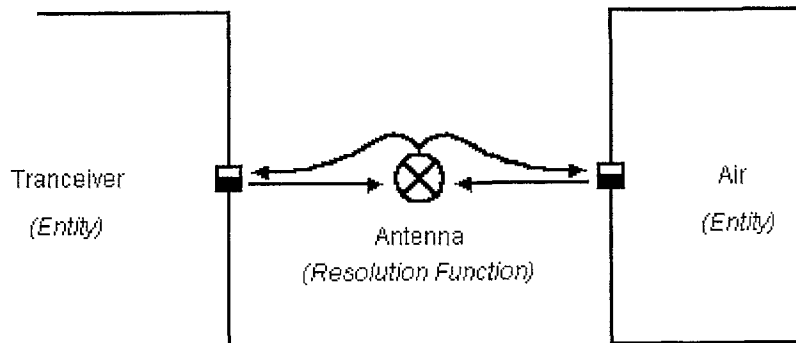 Tranceiver
(Entity)
Antenna
(Resolution Function)
Air
(Entity)